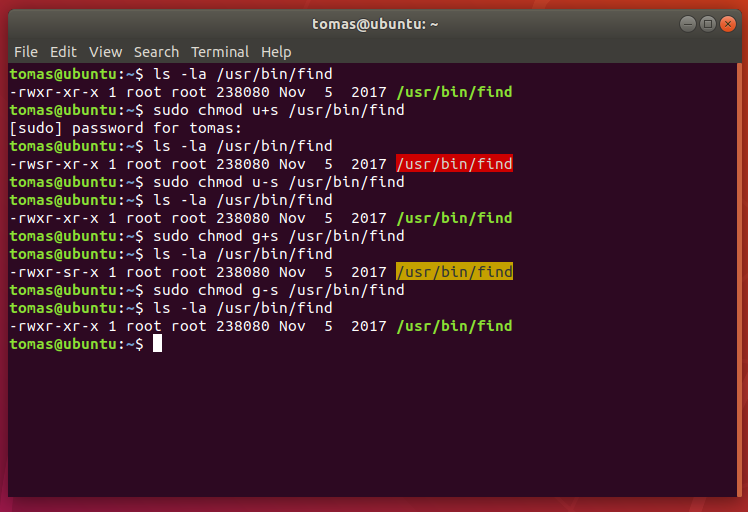 tomas@ubuntu: ~
File Edit View Search Terminal Help
tomas@ubuntu:~$ ls -la /usr/bin/find
-rwxr-xr-x 1 root root 238080 Nov  5  2017 /usr/bin/find
tomas@ubuntu:~$ sudo chmod u+s /usr/bin/find
[sudo] password for tomas:
tomas@ubuntu:~$ ls -la /usr/bin/find
-rwsr-xr-x 1 root root 238080 Nov  5  2017 /usr/bin/find
tomas@ubuntu:~$ sudo chmod u-s /usr/bin/find
tomas@ubuntu:~$ ls -la /usr/bin/find
-rwxr-xr-x 1 root root 238080 Nov  5  2017 /usr/bin/find
tomas@ubuntu:~$ sudo chmod g+s /usr/bin/find
tomas@ubuntu:~$ ls -la /usr/bin/find
-rwxr-sr-x 1 root root 238080 Nov  5  2017 /usr/bin/find
tomas@ubuntu:~$ sudo chmod g-s /usr/bin/find
tomas@ubuntu:~$ ls -la /usr/bin/find
-rwxr-xr-x 1 root root 238080 Nov  5  2017 /usr/bin/find
tomas@ubuntu:~$